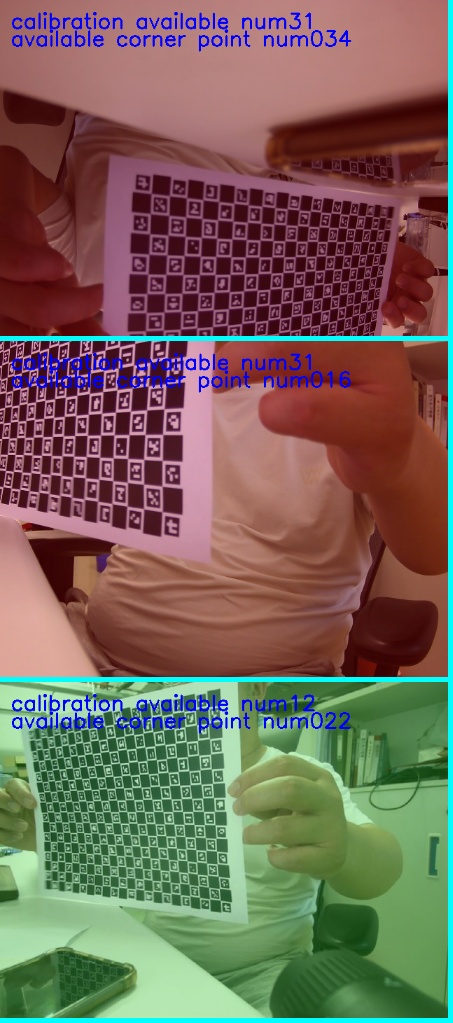 calibration available num31
available corner point num034
calibration available num31
available corner point num016
calibration available num12
available corner point num022